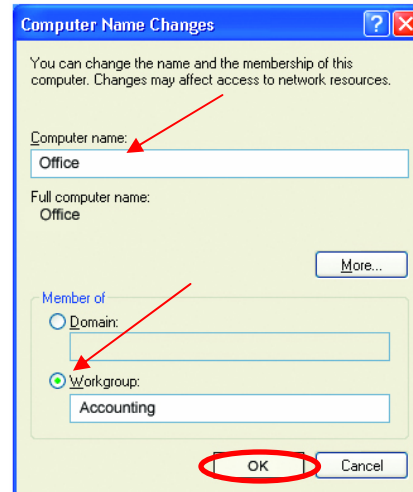 Computer Name Changes
You can change the name and the membership of this
computer. Changes may affect access to network resources.
Computer name:
Office
Full computer name:
Office
More...
Member of
Domain:
Workgroup:
Accounting
OK Cancel